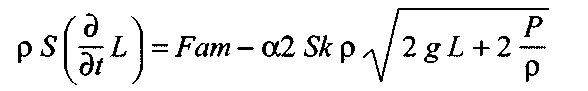 ρ S(∂/∂t L) = Fam − α2 Sk ρ √(2 g L + 2 P/ρ)